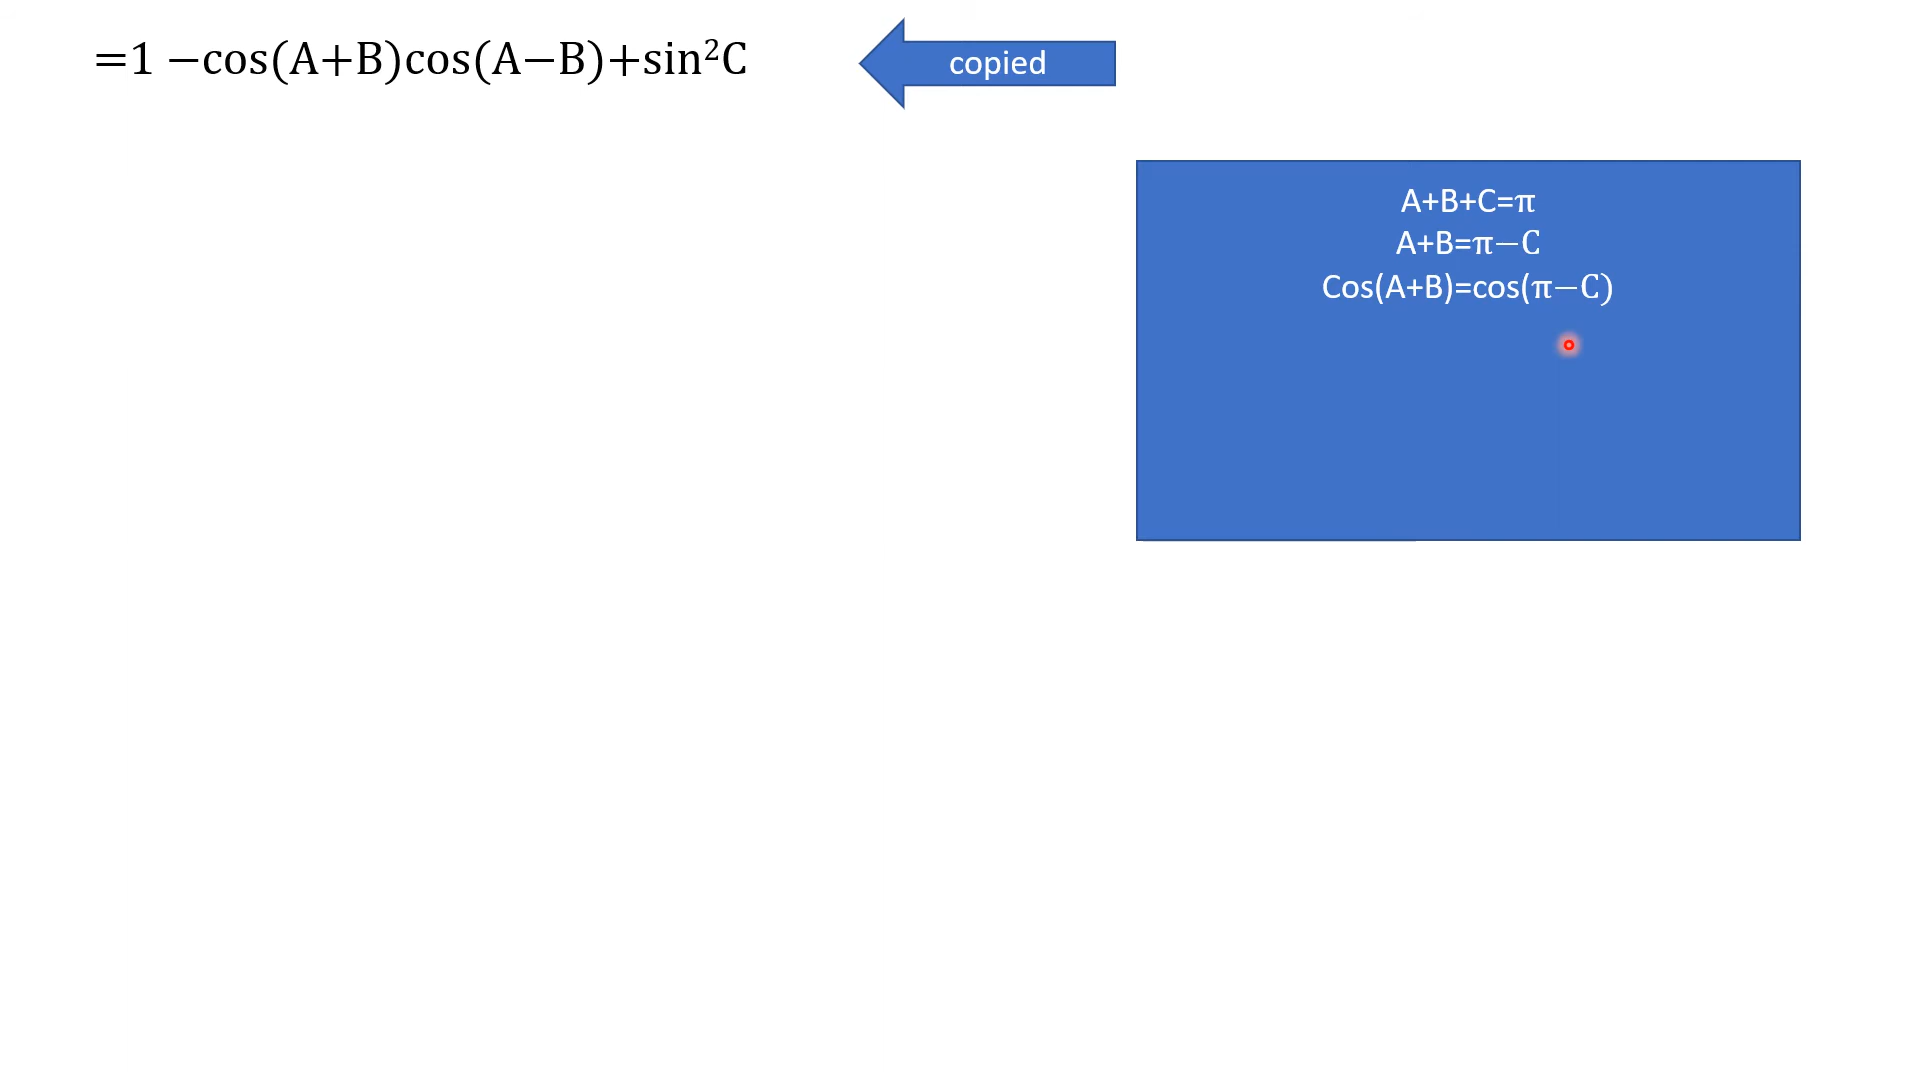 =1 −cos(A+B)cos(A−B)+sin²C
copied
A+B+C=π
A+B=π−C
Cos(A+B)=cos(π−C)